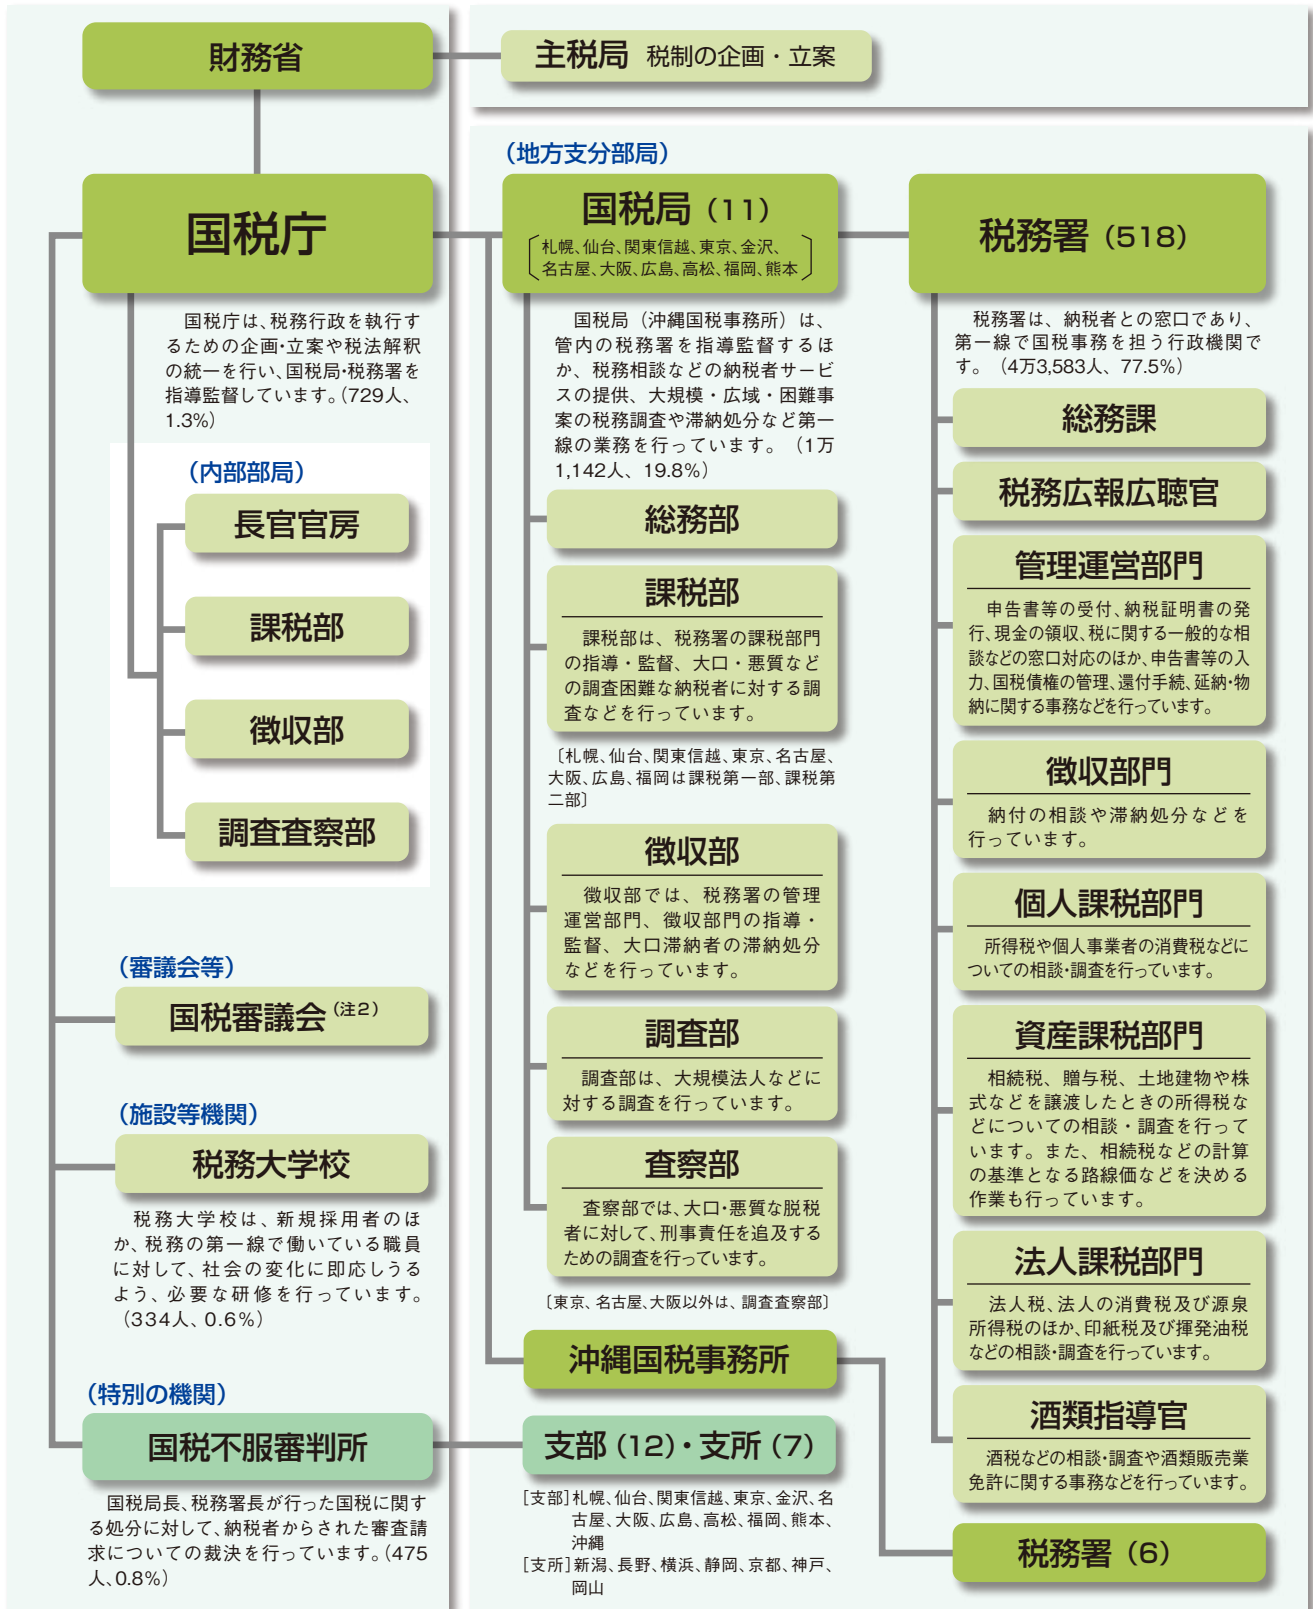 財務省
主税局 税制の企画・立案
国税庁
国税庁は、税務行政を執行す
るための企画・立案や税法解釈
の統一を行い、国税局・税務署を
指導監督しています。(729人、
1.3%)
(内部部局)
長官官房
課税部
徴収部
調査査察部
(審議会等)
国税審議会(注2)
(施設等機関)
税務大学校
税務大学校は、新規採用者のほ
か、税務の第一線で働いている職員
に対して、社会の変化に即応しうる
よう、必要な研修を行っています。
(334人、0.6%)
(特別の機関)
国税不服審判所
国税局長、税務署長が行った国税に関す
る処分に対して、納税者からされた審査請
求についての裁決を行っています。(475
人、0.8%)
(地方支分部局)
国税局(11)
札幌、仙台、関東信越、東京、金沢、
名古屋、大阪、広島、高松、福岡、熊本
国税局(沖縄国税事務所)は、
管内の税務署を指導監督するほ
か、税務相談などの納税者サービ
スの提供、大規模・広域・困難事
案の税務調査や滞納処分など第一
線の業務を行っています。(1万
1,142人、19.8%)
総務部
課税部
課税部は、税務署の課税部門
の指導・監督、大口・悪質など
の調査困難な納税者に対する調
査などを行っています。
〔札幌、仙台、関東信越、東京、名古屋、
大阪、広島、福岡は課税第一部、課税第
二部〕
徴収部
徴収部では、税務署の管理
運営部門、徴収部門の指導・
監督、大口滞納者の滞納処分
などを行っています。
調査部
調査部は、大規模法人などに
対する調査を行っています。
査察部
査察部では、大口・悪質な脱税
者に対して、刑事責任を追及する
ための調査を行っています。
〔東京、名古屋、大阪以外は、調査査察部〕
沖縄国税事務所
支部(12)・支所(7)
[支部]札幌、仙台、関東信越、東京、金沢、名
古屋、大阪、広島、高松、福岡、熊本、
沖縄
[支所]新潟、長野、横浜、静岡、京都、神戸、
岡山
税務署(518)
税務署は、納税者との窓口であり、
第一線で国税事務を担う行政機関で
す。(4万3,583人、77.5%)
総務課
税務広報広聴官
管理運営部門
申告書等の受付、納税証明書の発
行、現金の領収、税に関する一般的な相
談などの窓口対応のほか、申告書等の入
力、国税債権の管理、還付手続、延納・物
納に関する事務などを行っています。
徴収部門
納付の相談や滞納処分などを
行っています。
個人課税部門
所得税や個人事業者の消費税などに
ついての相談・調査を行っています。
資産課税部門
相続税、贈与税、土地建物や株
式などを譲渡したときの所得税な
どについての相談・調査を行って
います。また、相続税などの計算
の基準となる路線価などを決める
作業も行っています。
法人課税部門
法人税、法人の消費税及び源泉
所得税のほか、印紙税及び揮発油税
などの相談・調査を行っています。
酒類指導官
酒税などの相談・調査や酒類販売業
免許に関する事務などを行っています。
税務署(6)